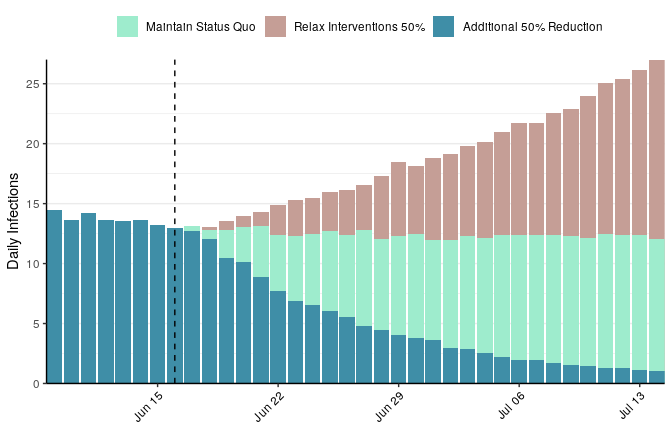 Maintain Status Quo Relax Interventions 50% Additional 50% Reduction
Daily Infections
25
20
15
10
5
0
Jun 15 Jun 22 Jun 29 Jul 06 Jul 13